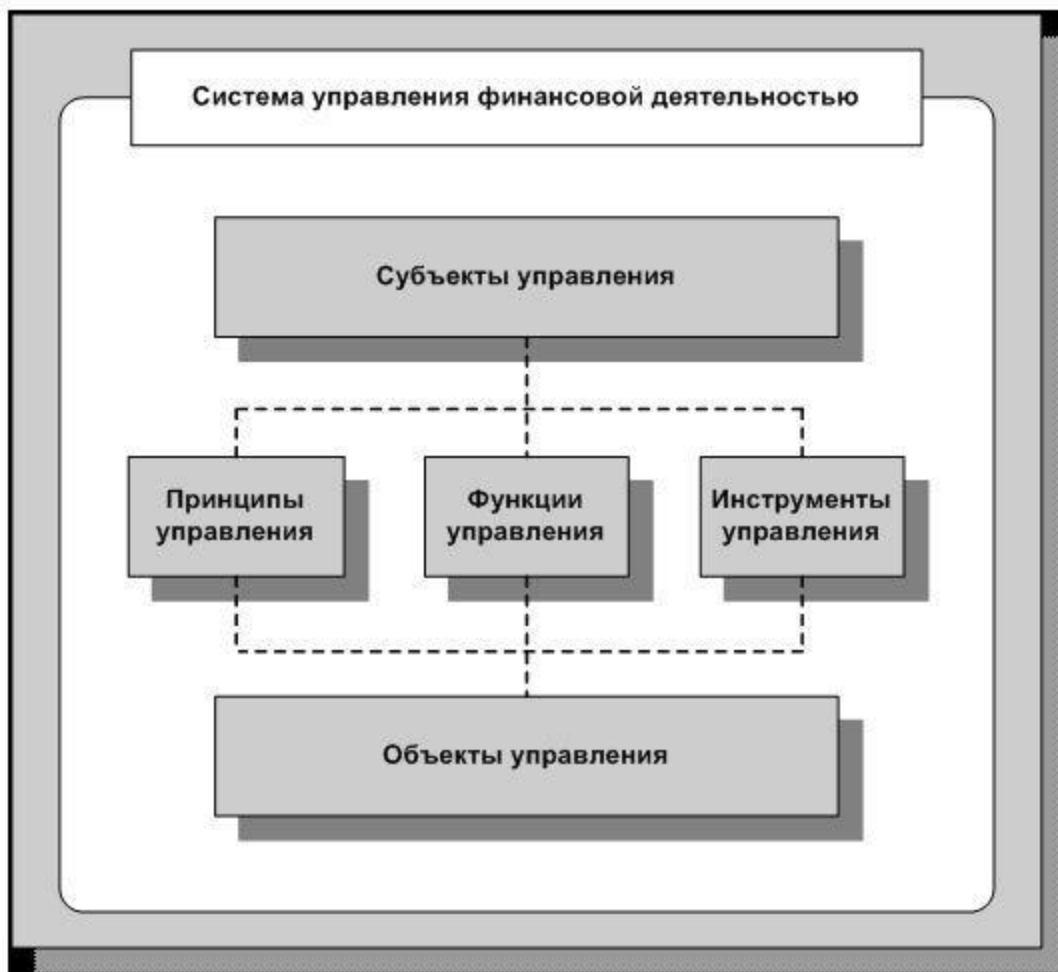 Система управления финансовой деятельностью
Субъекты управления
Принципы
управления
Функции
управления
Инструменты
управления
Объекты управления